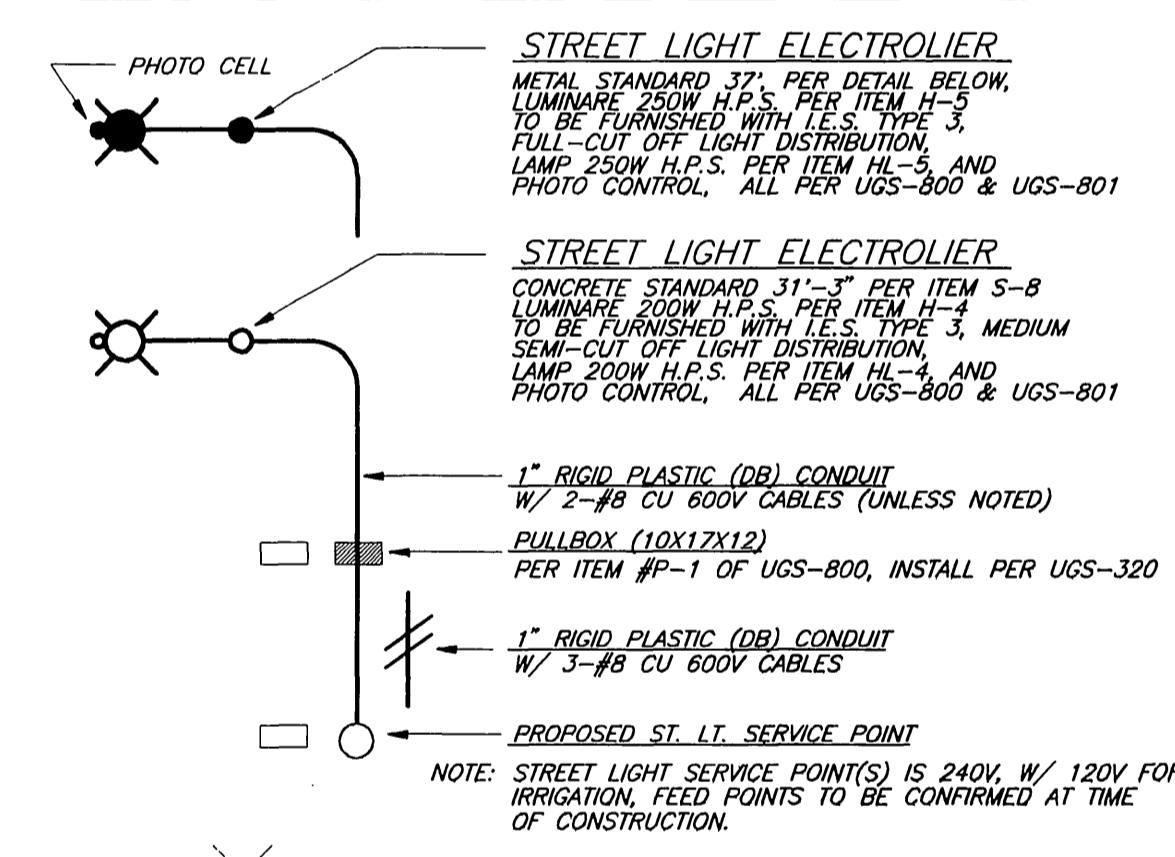 PHOTO CELL
STREET LIGHT ELECTROLIER
METAL STANDARD 37', PER DETAIL BELOW,
LUMINARE 250W H.P.S. PER ITEM H-5
TO BE FURNISHED WITH I.E.S. TYPE 3,
FULL-CUT OFF LIGHT DISTRIBUTION,
LAMP 250W H.P.S. PER ITEM HL-5, AND
PHOTO CONTROL, ALL PER UGS-800 & UGS-801
STREET LIGHT ELECTROLIER
CONCRETE STANDARD 31'-3" PER ITEM S-8
LUMINARE 200W H.P.S. PER ITEM H-4
TO BE FURNISHED WITH I.E.S. TYPE 3, MEDIUM
SEMI-CUT OFF LIGHT DISTRIBUTION,
LAMP 200W H.P.S. PER ITEM HL-4, AND
PHOTO CONTROL, ALL PER UGS-800 & UGS-801
1" RIGID PLASTIC (DB) CONDUIT
W/ 2-#8 CU 600V CABLES (UNLESS NOTED)
PULLBOX (10X17X12)
PER ITEM #P-1 OF UGS-800, INSTALL PER UGS-320
1" RIGID PLASTIC (DB) CONDUIT
W/ 3-#8 CU 600V CABLES
PROPOSED ST. LT. SERVICE POINT
NOTE: STREET LIGHT SERVICE POINT(S) IS 240V, W/ 120V FOR
IRRIGATION, FEED POINTS TO BE CONFIRMED AT TIME
OF CONSTRUCTION.